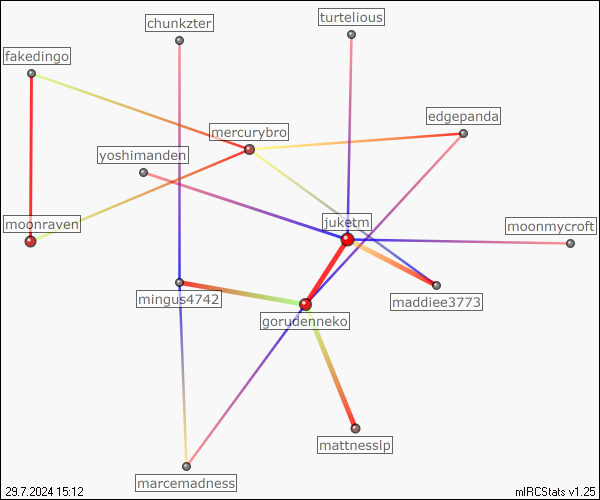 turtelious
chunkzter
fakedingo
edgepanda
mercurybro
yoshimanden
juketm
moonraven
moonmycroft
mingus4742
maddiee3773
gorudenneko
mattnesslp
marcemadness
29.7.2024 15:12
mIRCStats v1.25